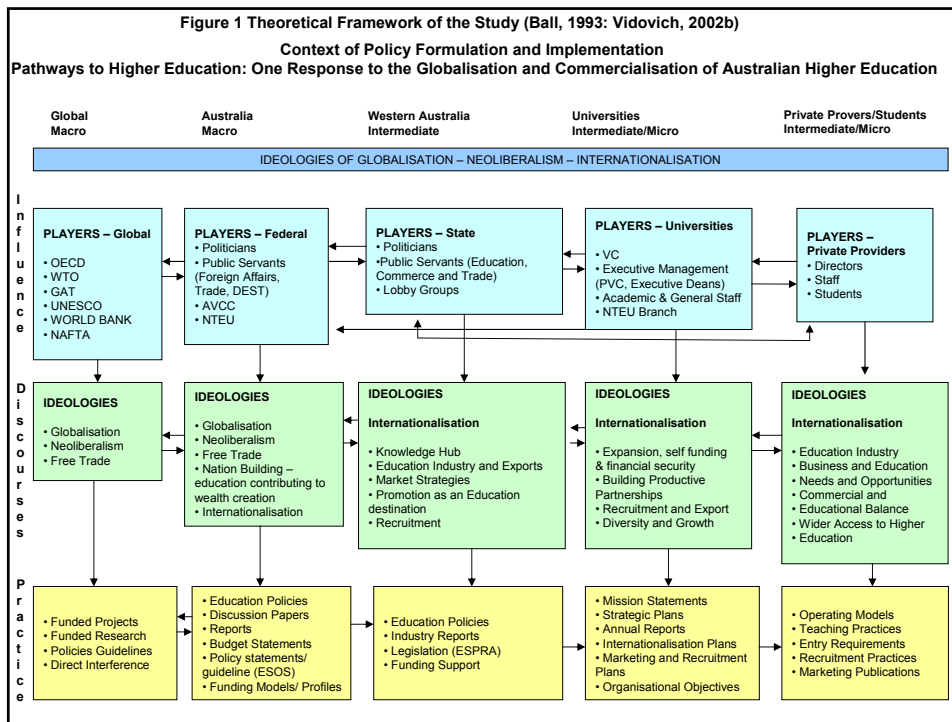 Figure 1 Theoretical Framework of the Study (Ball, 1993: Vidovich, 2002b)
Context of Policy Formulation and Implementation
Pathways to Higher Education: One Response to the Globalisation and Commercialisation of Australian Higher Education
Global
Macro
Australia
Macro
Western Australia
Intermediate
Universities
Intermediate/Micro
Private Provers/Students
Intermediate/Micro
IDEOLOGIES OF GLOBALISATION – NEOLIBERALISM – INTERNATIONALISATION
Influence
PLAYERS – Global
• OECD
• WTO
• GAT
• UNESCO
• WORLD BANK
• NAFTA
PLAYERS – Federal
• Politicians
• Public Servants
(Foreign Affairs,
Trade, DEST)
• AVCC
• NTEU
PLAYERS – State
• Politicians
•Public Servants (Education,
Commerce and Trade)
• Lobby Groups
PLAYERS – Universities
• VC
• Executive Management
(PVC, Executive Deans)
• Academic & General Staff
• NTEU Branch
PLAYERS –
Private Providers
• Directors
• Staff
• Students
Discourses
IDEOLOGIES
• Globalisation
• Neoliberalism
• Free Trade
IDEOLOGIES
• Globalisation
• Neoliberalism
• Free Trade
• Nation Building –
education contributing to
wealth creation
• Internationalisation
IDEOLOGIES
Internationalisation
• Knowledge Hub
• Education Industry and Exports
• Market Strategies
• Promotion as an Education
destination
• Recruitment
IDEOLOGIES
Internationalisation
• Expansion, self funding
& financial security
• Building Productive
Partnerships
• Recruitment and Export
• Diversity and Growth
IDEOLOGIES
Internationalisation
• Education Industry
• Business and Education
• Needs and Opportunities
• Commercial and
• Educational Balance
• Wider Access to Higher
• Education
Practice
• Funded Projects
• Funded Research
• Policies Guidelines
• Direct Interference
• Education Policies
• Discussion Papers
• Reports
• Budget Statements
• Policy statements/
guideline (ESOS)
• Funding Models/ Profiles
• Education Policies
• Industry Reports
• Legislation (ESPRA)
• Funding Support
• Mission Statements
• Strategic Plans
• Annual Reports
• Internationalisation Plans
• Marketing and Recruitment
Plans
• Organisational Objectives
• Operating Models
• Teaching Practices
• Entry Requirements
• Recruitment Practices
• Marketing Publications